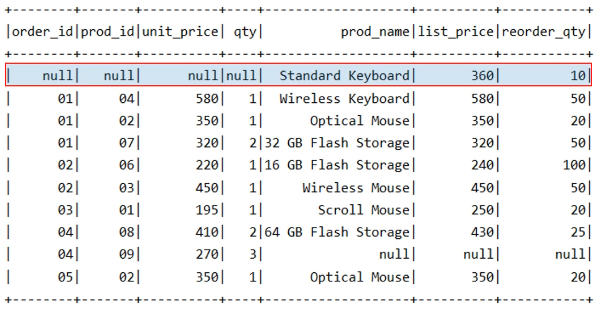 +--------+-------+----------+----+----------------+----------+-----------+
|order_id|prod_id|unit_price| qty|       prod_name|list_price|reorder_qty|
+--------+-------+----------+----+----------------+----------+-----------+
|    null|   null|      null|null|Standard Keyboard|       360|         10|
|      01|     04|       580|   1|Wireless Keyboard|       580|         50|
|      01|     02|       350|   1|   Optical Mouse|       350|         20|
|      01|     07|       320|   2|32 GB Flash Storage|       320|         50|
|      02|     06|       220|   1|16 GB Flash Storage|       240|        100|
|      02|     03|       450|   1|  Wireless Mouse|       450|         50|
|      03|     01|       195|   1|    Scroll Mouse|       250|         20|
|      04|     08|       410|   2|64 GB Flash Storage|       430|         25|
|      04|     09|       270|   3|            null|      null|       null|
|      05|     02|       350|   1|   Optical Mouse|       350|         20|
+--------+-------+----------+----+----------------+----------+-----------+